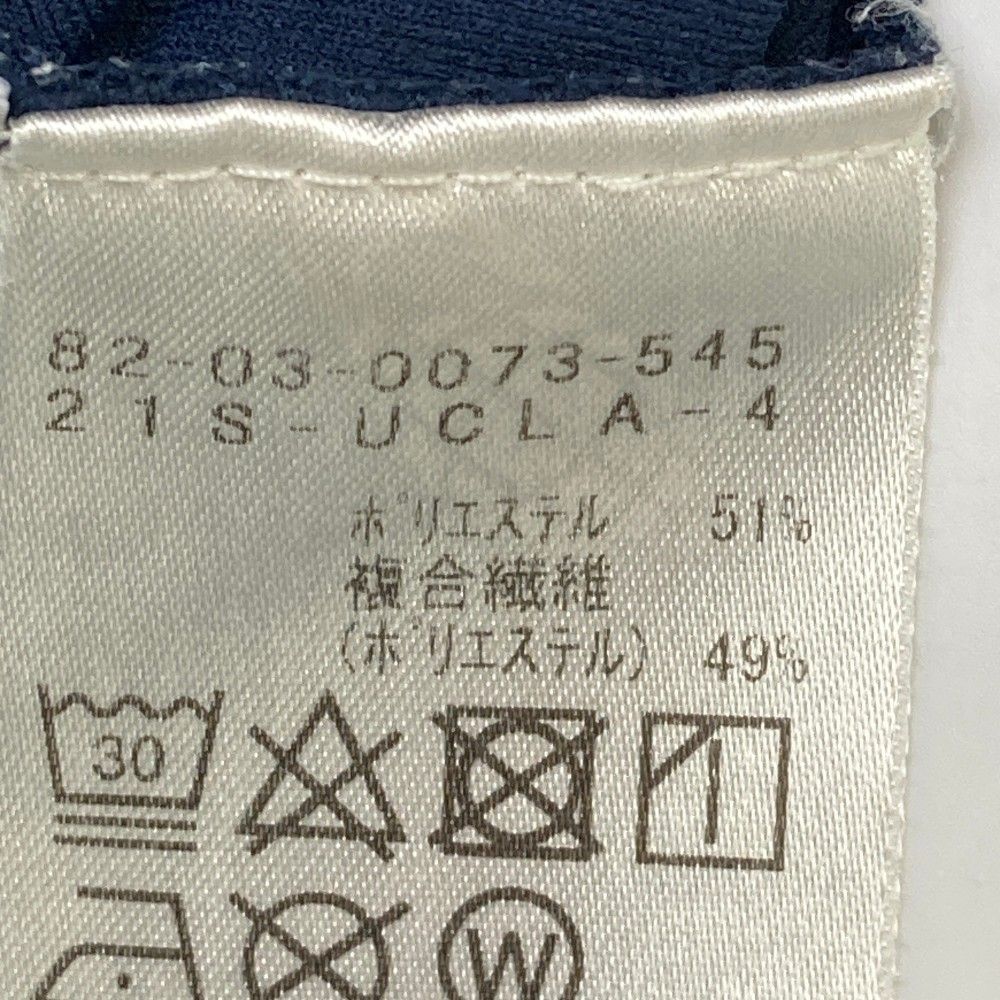 82-03-0073-545
21S-UCLA-4
ポリエステル 51%
複合繊維
(ポリエステル) 49%
30
W